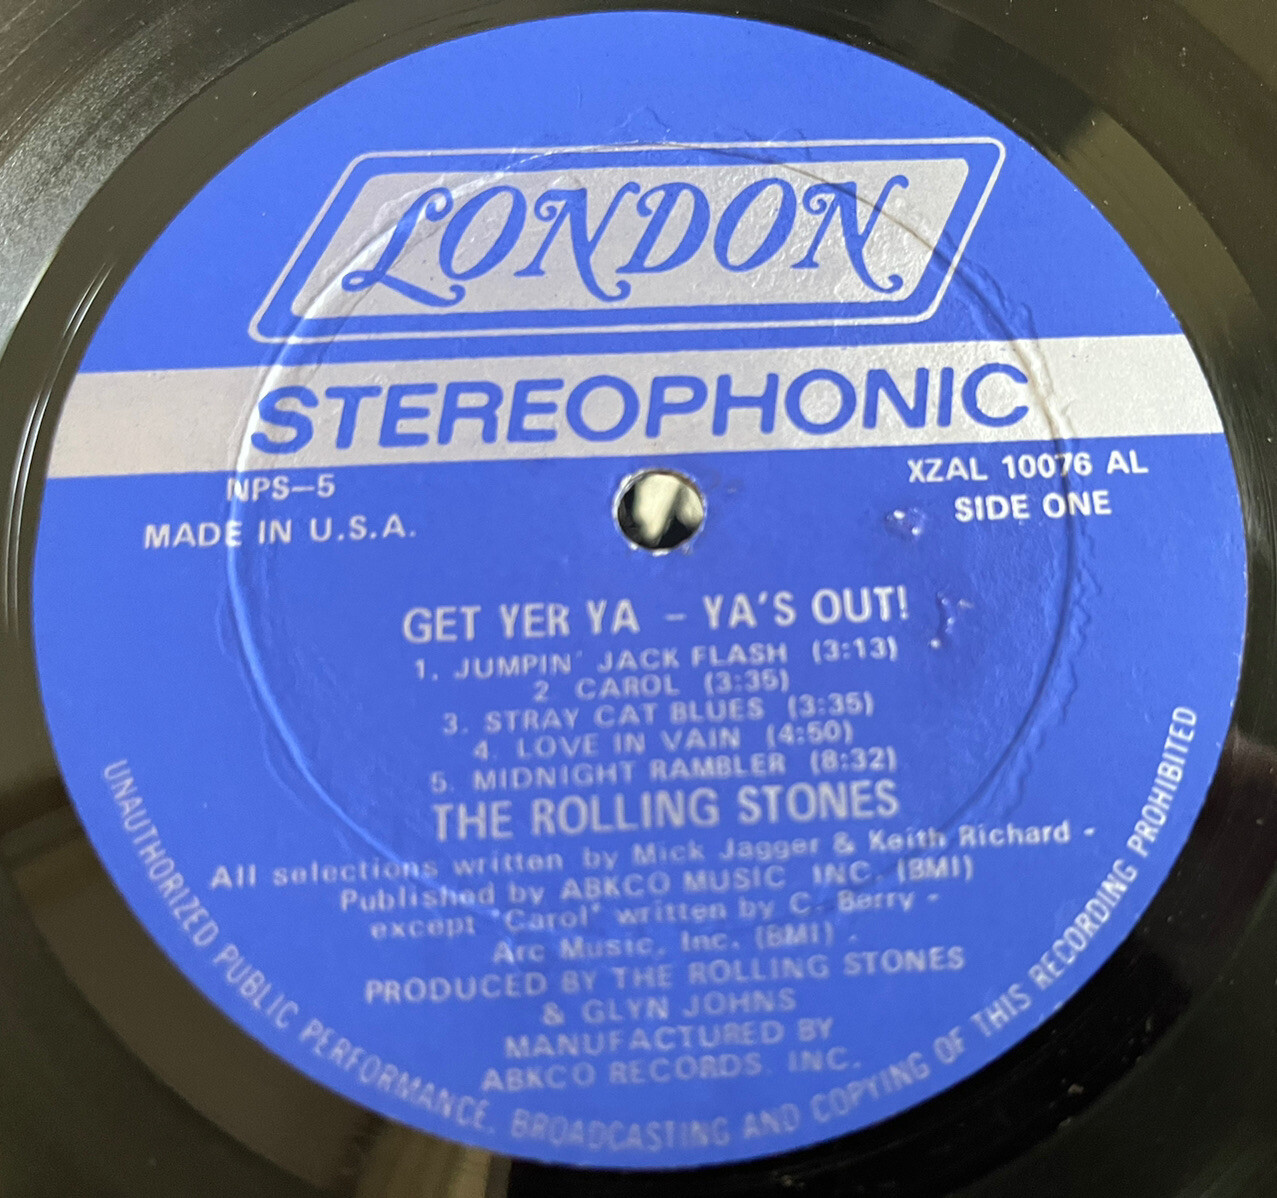 LONDON
STEREOPHONIC
NPS-5
MADE IN U.S.A.
XZAL 10076 AL
SIDE ONE
GET YER YA - YA'S OUT!
1. JUMPIN' JACK FLASH (3:13)
2 CAROL (3:35)
3. STRAY CAT BLUES (3:35)
4. LOVE IN VAIN (4:50)
5. MIDNIGHT RAMBLER (8:32)
THE ROLLING STONES
All selections written by Mick Jagger & Keith Richard -
Published by ABKCO MUSIC INC. (BMI)
except "Carol" written by C. Berry -
Arc Music, Inc. (BMI) .
PRODUCED BY THE ROLLING STONES
& GLYN JOHNS
MANUFACTURED BY
ABKCO RECORDS. INC.
UNAUTHORIZED PUBLIC PERFORMANCE, BROADCASTING AND COPYING OF THIS RECORDING PROHIBITED